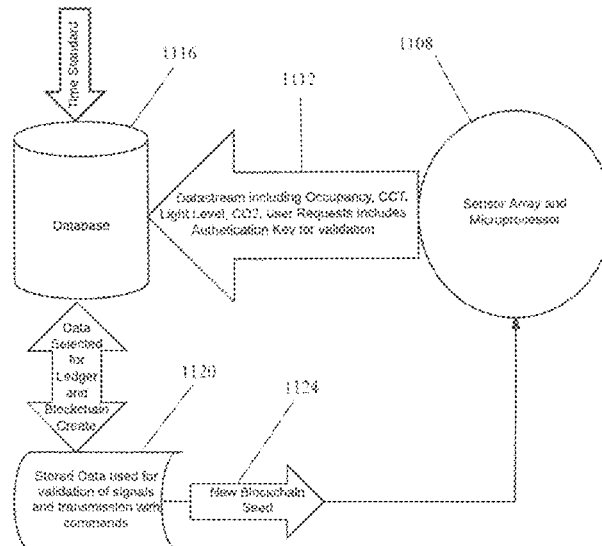 1116
1108
1112
Time Standard
Database
Datastream including Occupancy, CCT,
Light Level, CO2, user Requests includes
Authetication Key for validation
Sensor Array and
Microprocessor
Data
Selected
for
Ledger
and
Blockchain
Create
1120
1124
Stored Data used for
validation of signals
and transmission with
commands
New Blockchain
Seed